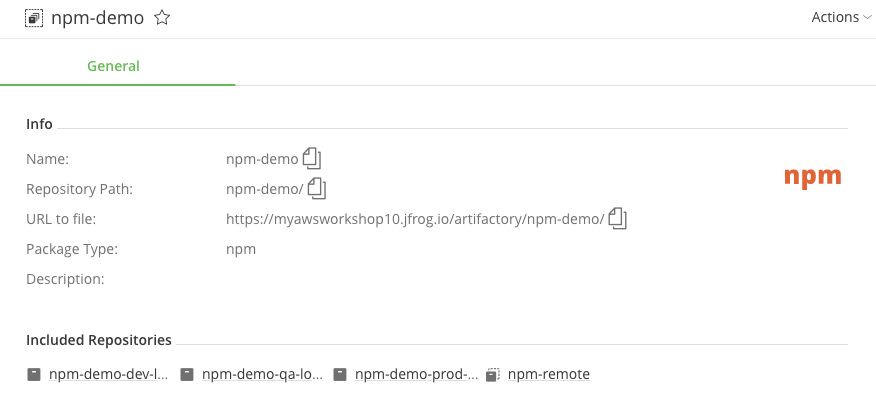 npm-demo
Actions
General
Info
Name: npm-demo
npm
Repository Path: npm-demo/
URL to file: https://myawsworkshop10.jfrog.io/artifactory/npm-demo/
Package Type: npm
Description:
Included Repositories
npm-demo-dev-l... npm-demo-qa-lo... npm-demo-prod-... npm-remote